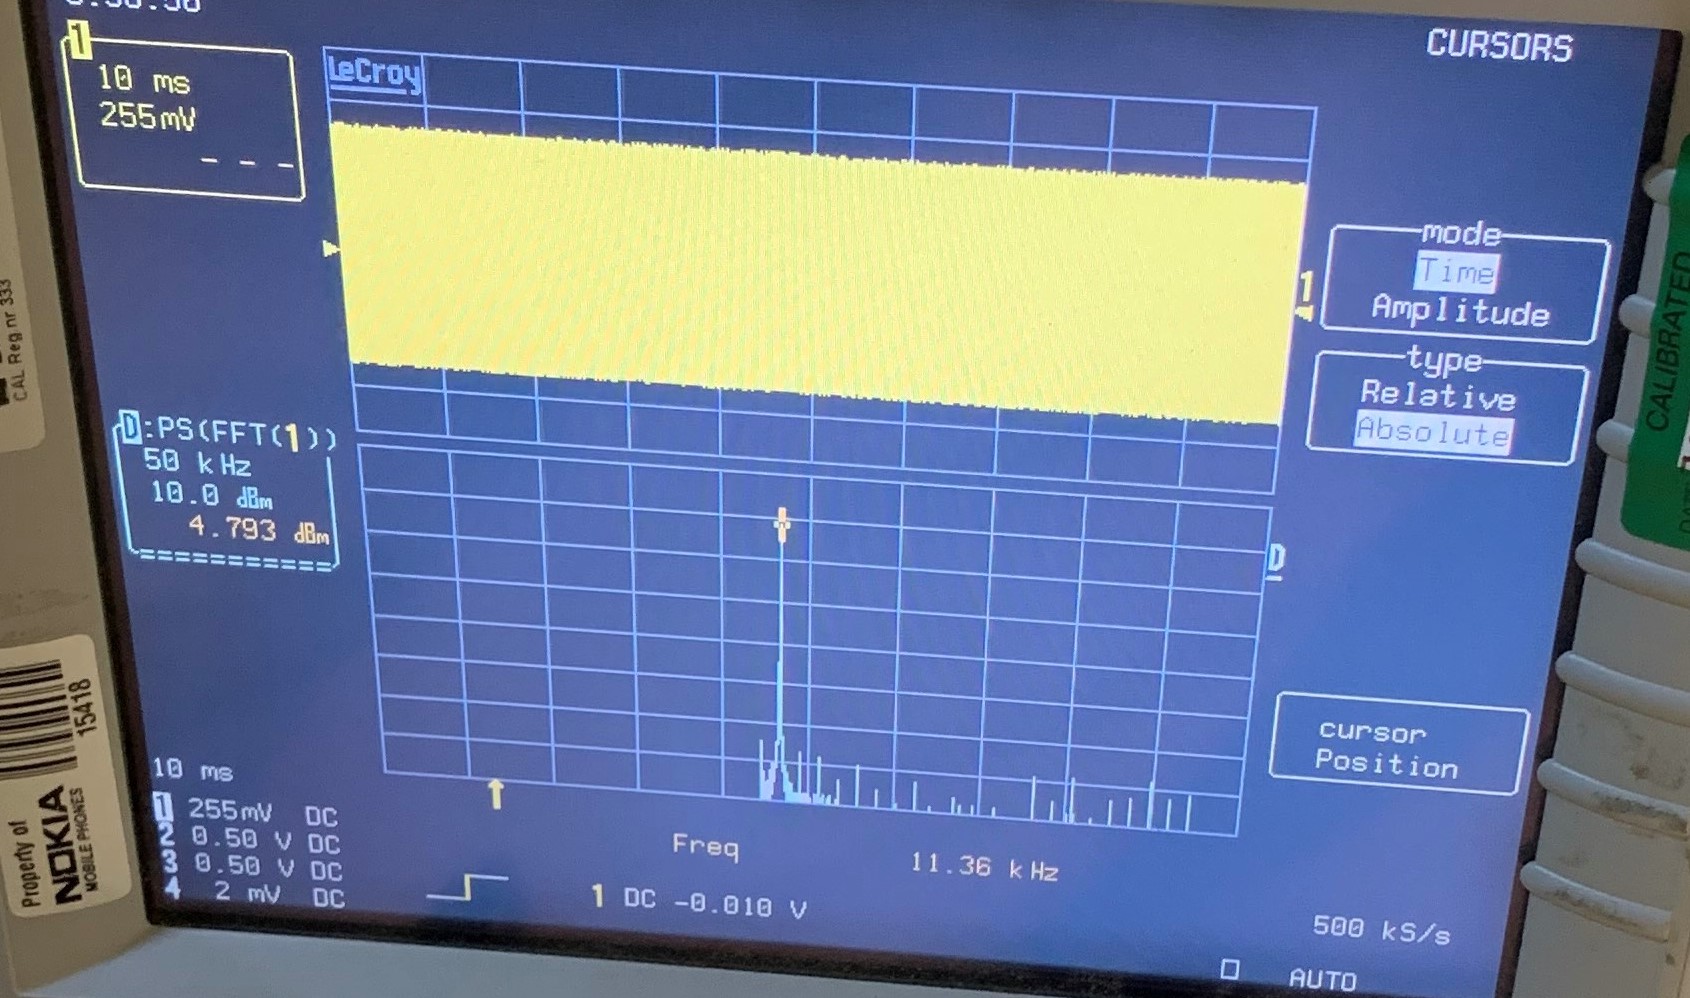 CURSORS
1
10 ms
255mV
- - -
LeCroy
mode
Time
Amplitude
1
type
Relative
Absolute
D:PS(FFT(1))
50 kHz
10.0 dBm
4.793 dBm
D
cursor
Position
10 ms
1 255mV DC
2 0.50 V DC
3 0.50 V DC
4 2 mV DC
Freq 11.36 kHz
1 DC -0.010 V
500 kS/s
AUTO
CAL Reg nr 333
15418
Property of
NOKIA
MOBILE PHONES
CALIBRATED